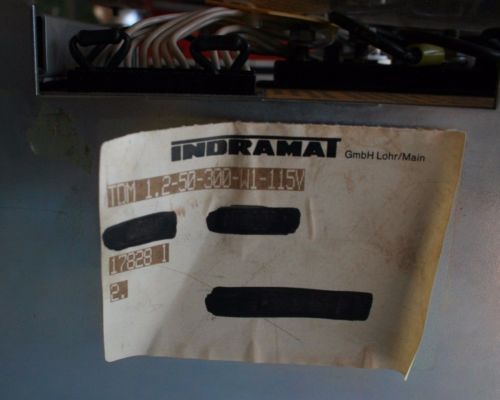 INDRAMAT GmbH Lohr/Main
TDM 1.2-50-300-W1-115V
17828 1
2.